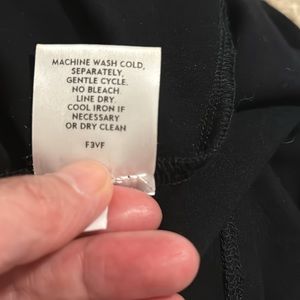 MACHINE WASH COLD,
SEPARATELY,
GENTLE CYCLE.
NO BLEACH.
LINE DRY.
COOL IRON IF
NECESSARY
OR DRY CLEAN
F3VF